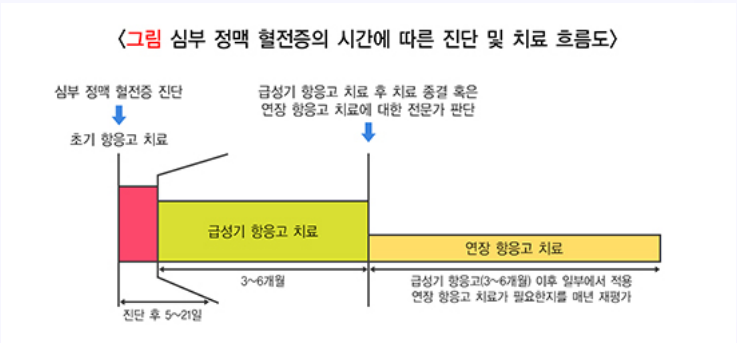 <그림 심부 정맥 혈전증의 시간에 따른 진단 및 치료 흐름도>
심부 정맥 혈전증 진단
초기 항응고 치료
급성기 항응고 치료 후 치료 종결 혹은
연장 항응고 치료에 대한 전문가 판단
급성기 항응고 치료
연장 항응고 치료
3~6개월
진단 후 5~21일
급성기 항응고(3~6개월) 이후 일부에서 적용
연장 항응고 치료가 필요한지를 매년 재평가